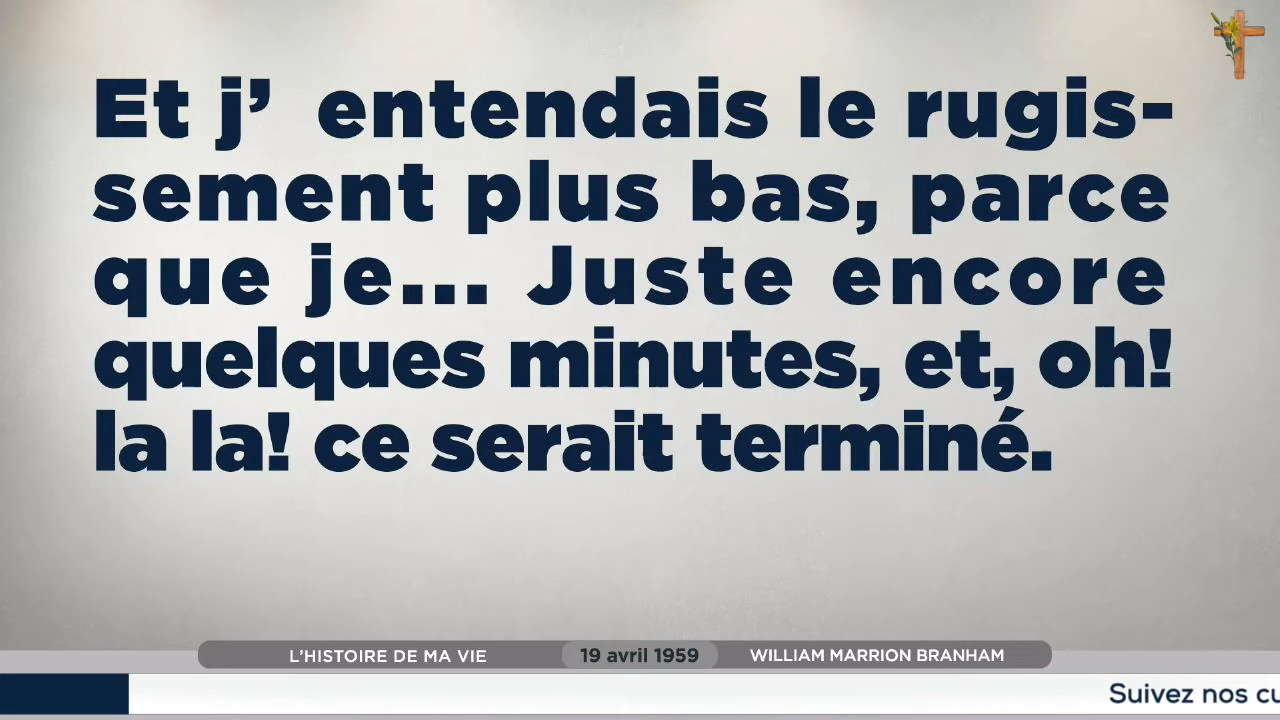 Et j’ entendais le rugis-
sement plus bas, parce
que je... Juste encore
quelques minutes, et, oh!
la la! ce serait terminé.
L’HISTOIRE DE MA VIE 19 avril 1959 WILLIAM MARRION BRANHAM
Suivez nos